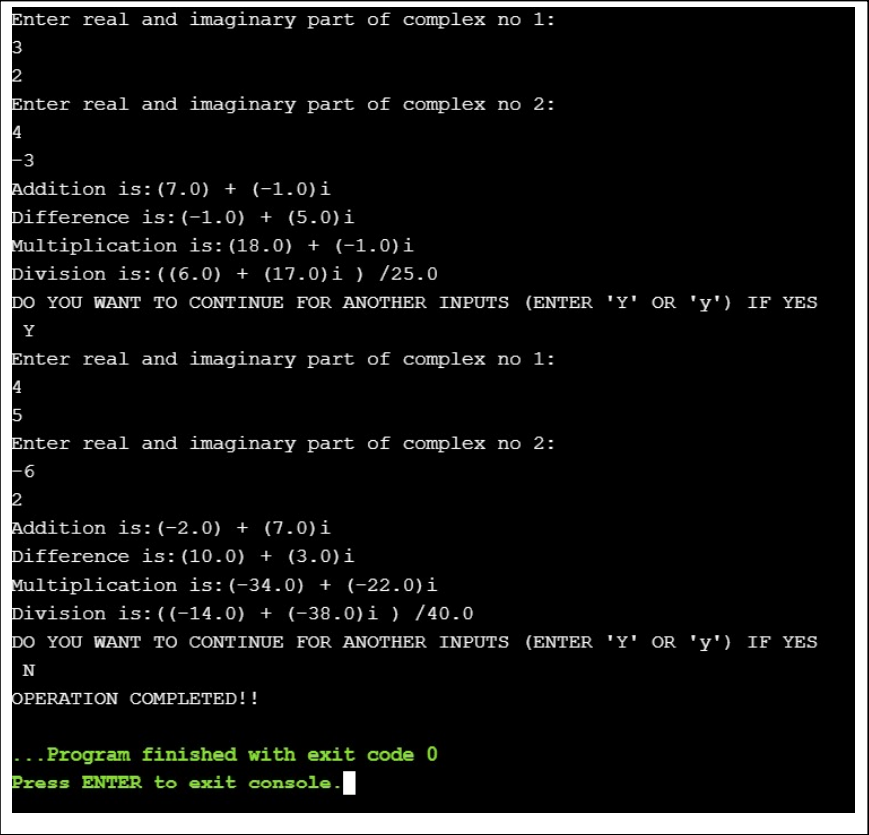 Enter real and imaginary part of complex no 1:
3
2
Enter real and imaginary part of complex no 2:
4
-3
Addition is:(7.0) + (-1.0)i
Difference is:(-1.0) + (5.0)i
Multiplication is:(18.0) + (-1.0)i
Division is:((6.0) + (17.0)i ) /25.0
DO YOU WANT TO CONTINUE FOR ANOTHER INPUTS (ENTER 'Y' OR 'y') IF YES
 Y
Enter real and imaginary part of complex no 1:
4
5
Enter real and imaginary part of complex no 2:
-6
2
Addition is:(-2.0) + (7.0)i
Difference is:(10.0) + (3.0)i
Multiplication is:(-34.0) + (-22.0)i
Division is:((-14.0) + (-38.0)i ) /40.0
DO YOU WANT TO CONTINUE FOR ANOTHER INPUTS (ENTER 'Y' OR 'y') IF YES
 N
OPERATION COMPLETED!!
...Program finished with exit code 0
Press ENTER to exit console.